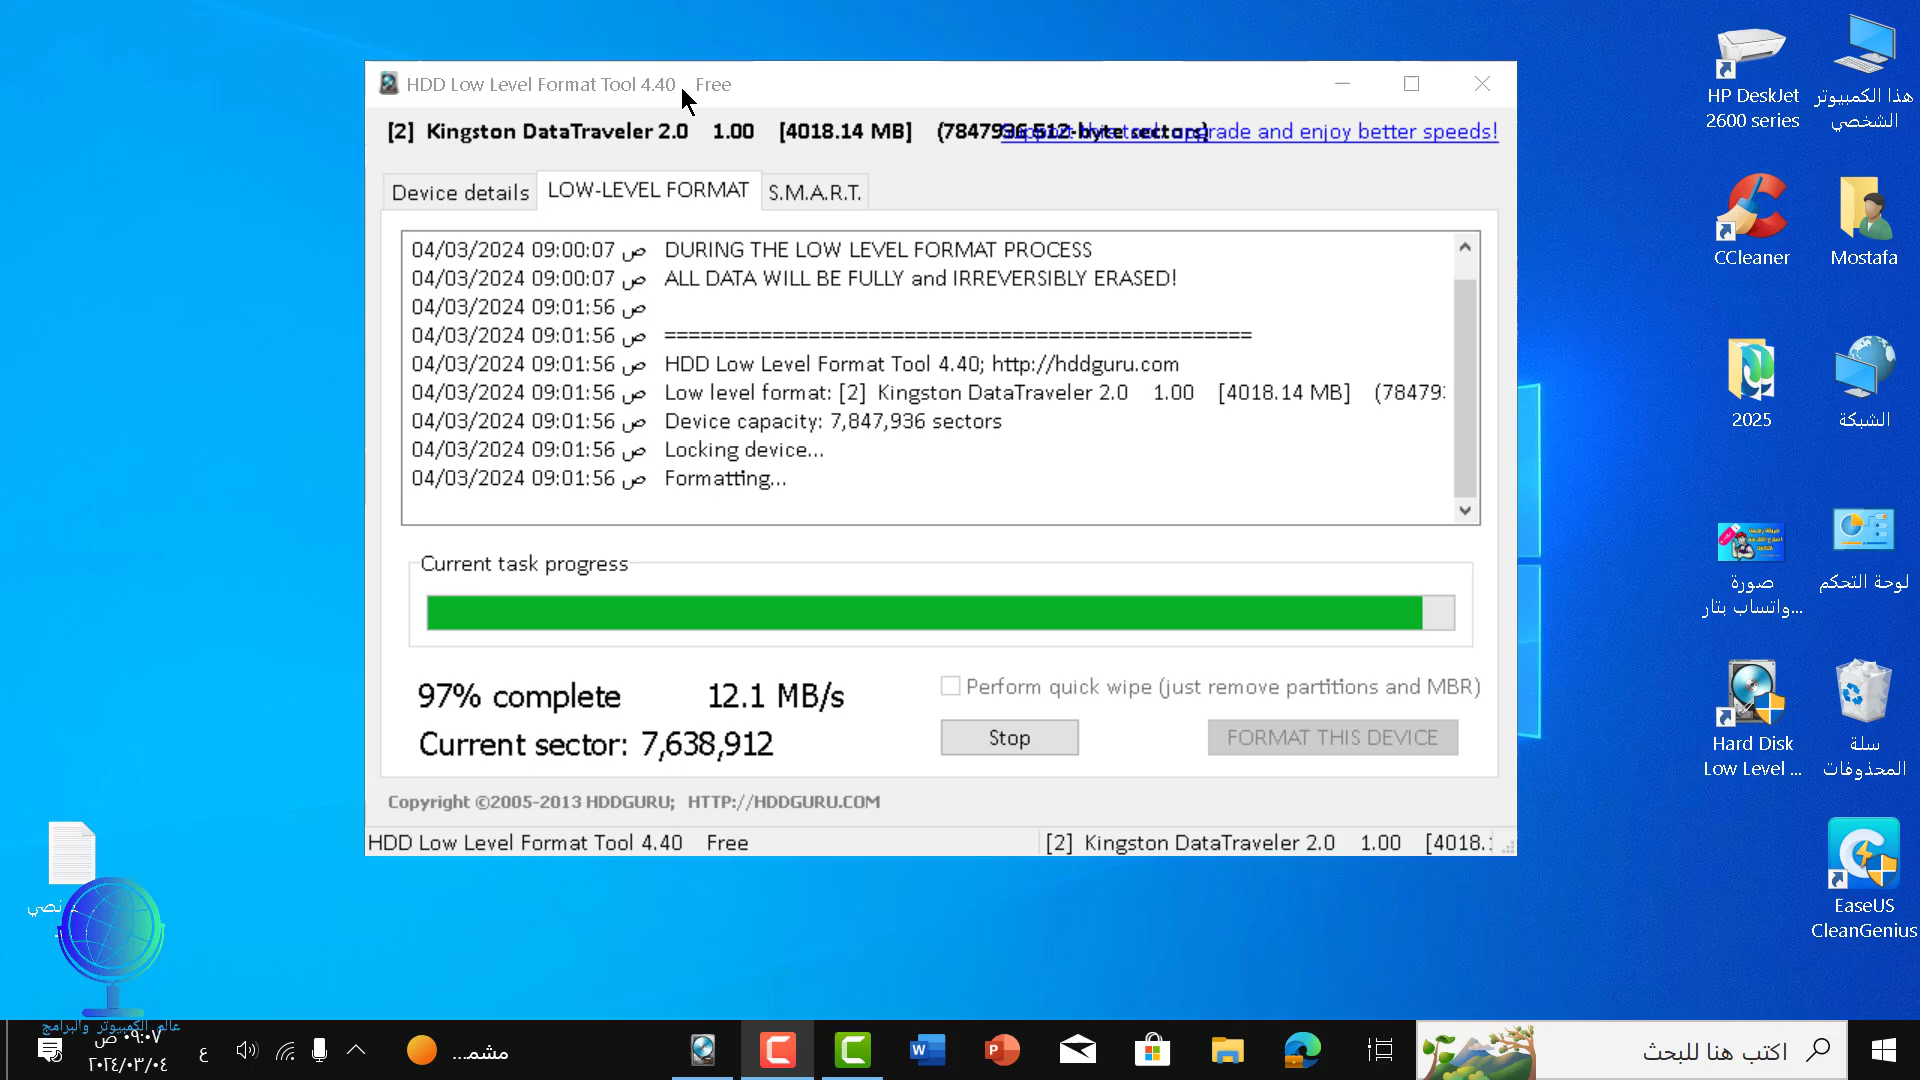 HDD Low Level Format Tool 4.40 Free
[2] Kingston DataTraveler 2.0 1.00 [4018.14 MB] (7847936 512-byte sectors)
upgrade and enjoy better speeds!
Device details LOW-LEVEL FORMAT S.M.A.R.T.
04/03/2024 09:00:07 ص DURING THE LOW LEVEL FORMAT PROCESS
04/03/2024 09:00:07 ص ALL DATA WILL BE FULLY and IRREVERSIBLY ERASED!
04/03/2024 09:01:56 ص
04/03/2024 09:01:56 ص ================================================
04/03/2024 09:01:56 ص HDD Low Level Format Tool 4.40; http://hddguru.com
04/03/2024 09:01:56 ص Low level format: [2] Kingston DataTraveler 2.0 1.00 [4018.14 MB] (78479
04/03/2024 09:01:56 ص Device capacity: 7,847,936 sectors
04/03/2024 09:01:56 ص Locking device...
04/03/2024 09:01:56 ص Formatting...
Current task progress
97% complete 12.1 MB/s
Current sector: 7,638,912
Perform quick wipe (just remove partitions and MBR)
Stop FORMAT THIS DEVICE
Copyright ©2005-2013 HDDGURU; HTTP://HDDGURU.COM
HDD Low Level Format Tool 4.40 Free [2] Kingston DataTraveler 2.0 1.00 [4018.
هذا الكمبيوتر
الشخصي
HP DeskJet
2600 series
Mostafa
CCleaner
الشبكة
2025
لوحة التحكم
صورة
واتساب بتار...
سلة
المحذوفات
Hard Disk
Low Level ...
EaseUS
CleanGenius
نصي
عالم الكمبيوتر والبرامج
اكتب هنا للبحث
مشم...
ع
٠٩:٠٧ ص
٢٠٢٤/٠٣/٠٤